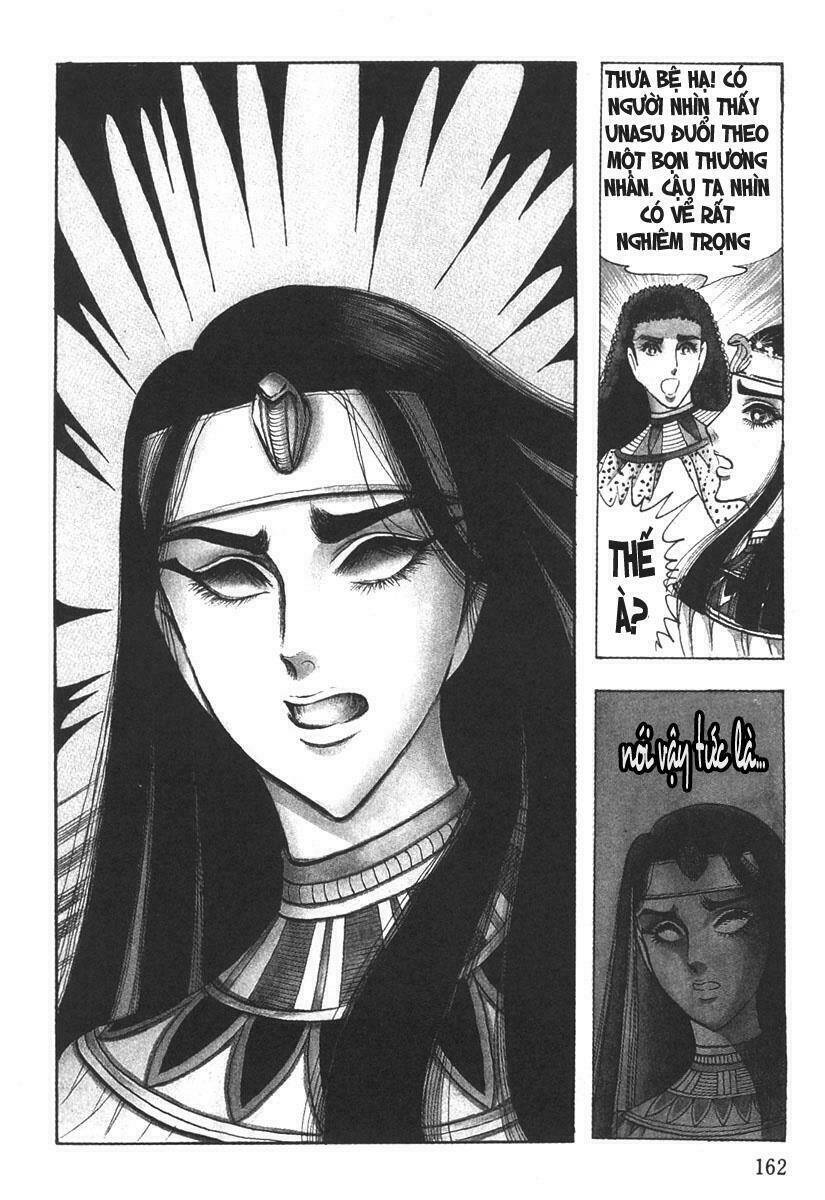 THƯA BỆ HẠ! CÓ
NGƯỜI NHÌN THẤY
UNASU ĐUỔI THEO
MỘT BỌN THƯƠNG
NHÂN. CẬU TA NHÌN
CÓ VẺ RẤT
NGHIÊM TRỌNG
THẾ
À?
nói vậy tức là...
162